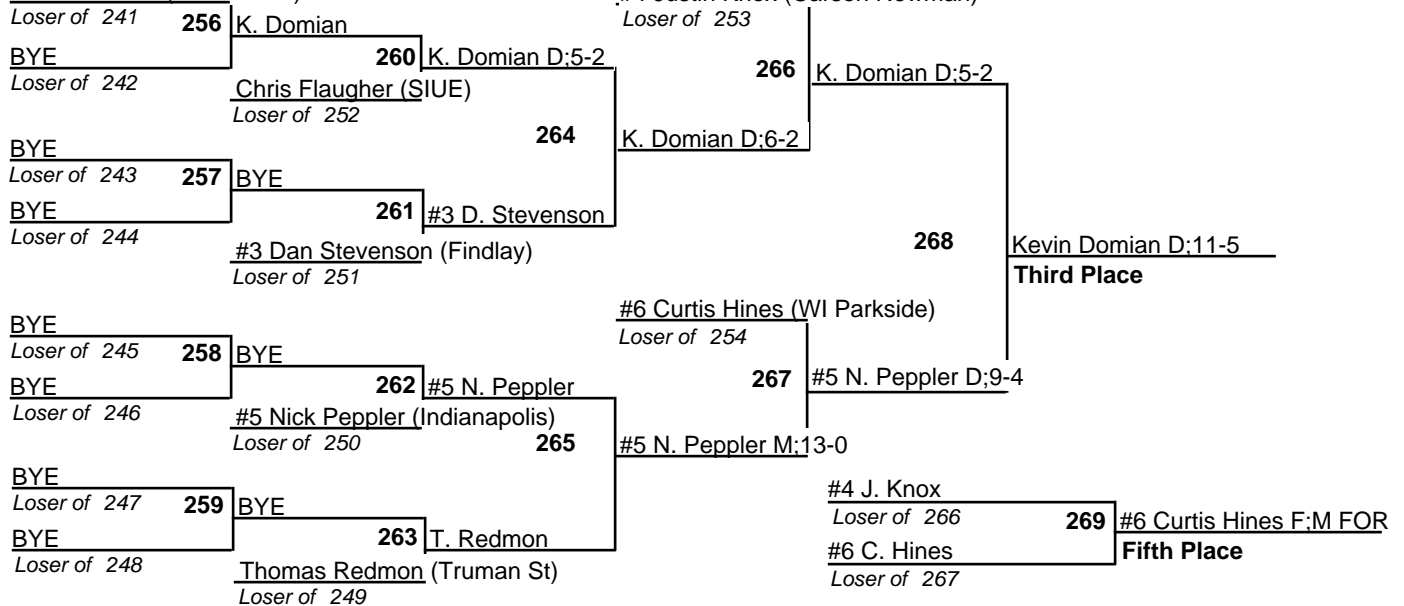 Loser of 241
256 K. Domian
BYE
Loser of 242
260 K. Domian D;5-2
Chris Flaugher (SIUE)
Loser of 252
264 K. Domian D;6-2
BYE
Loser of 243
257 BYE
BYE
Loser of 244
261 #3 D. Stevenson
#3 Dan Stevenson (Findlay)
Loser of 251
Loser of 253
266 K. Domian D;5-2
268 Kevin Domian D;11-5
Third Place
BYE
Loser of 245
258 BYE
BYE
Loser of 246
262 #5 N. Peppler
#5 Nick Peppler (Indianapolis)
Loser of 250
265 #5 N. Peppler M;13-0
#6 Curtis Hines (WI Parkside)
Loser of 254
267 #5 N. Peppler D;9-4
BYE
Loser of 247
259 BYE
BYE
Loser of 248
263 T. Redmon
Thomas Redmon (Truman St)
Loser of 249
#4 J. Knox
Loser of 266
269 #6 Curtis Hines F;M FOR
#6 C. Hines
Loser of 267
Fifth Place